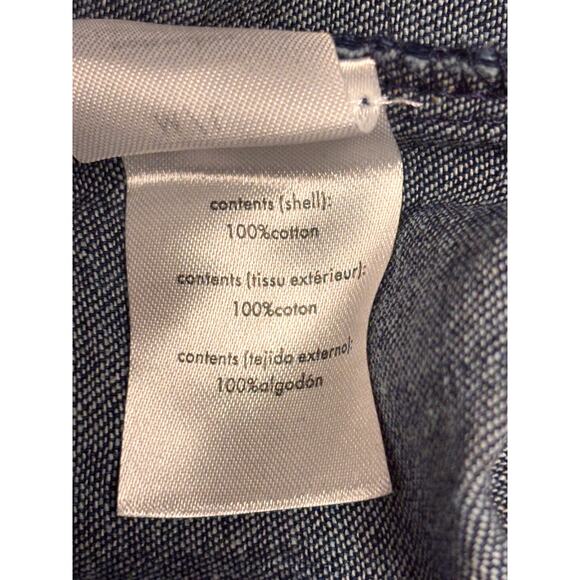 contents (shell):
100%cotton
contents (tissu extérieur):
100%coton
contents (tejido externo):
100%algodón